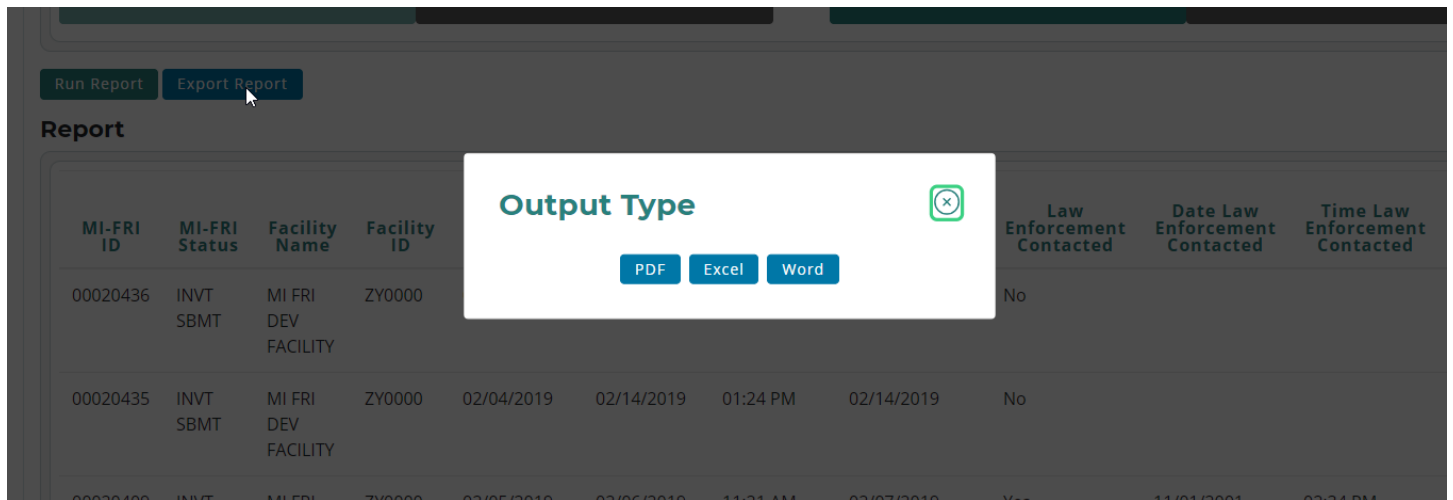 Run Report Export Report
Report
Output Type
PDF Excel Word
MI-FRI ID
MI-FRI Status
Facility Name
Facility ID
Law Enforcement Contacted
Date Law Enforcement Contacted
Time Law Enforcement Contacted
00020436 INVT MI FRI ZY0000 No
SBMT DEV
FACILITY
00020435 INVT MI FRI ZY0000 02/04/2019 02/14/2019 01:24 PM 02/14/2019 No
SBMT DEV
FACILITY